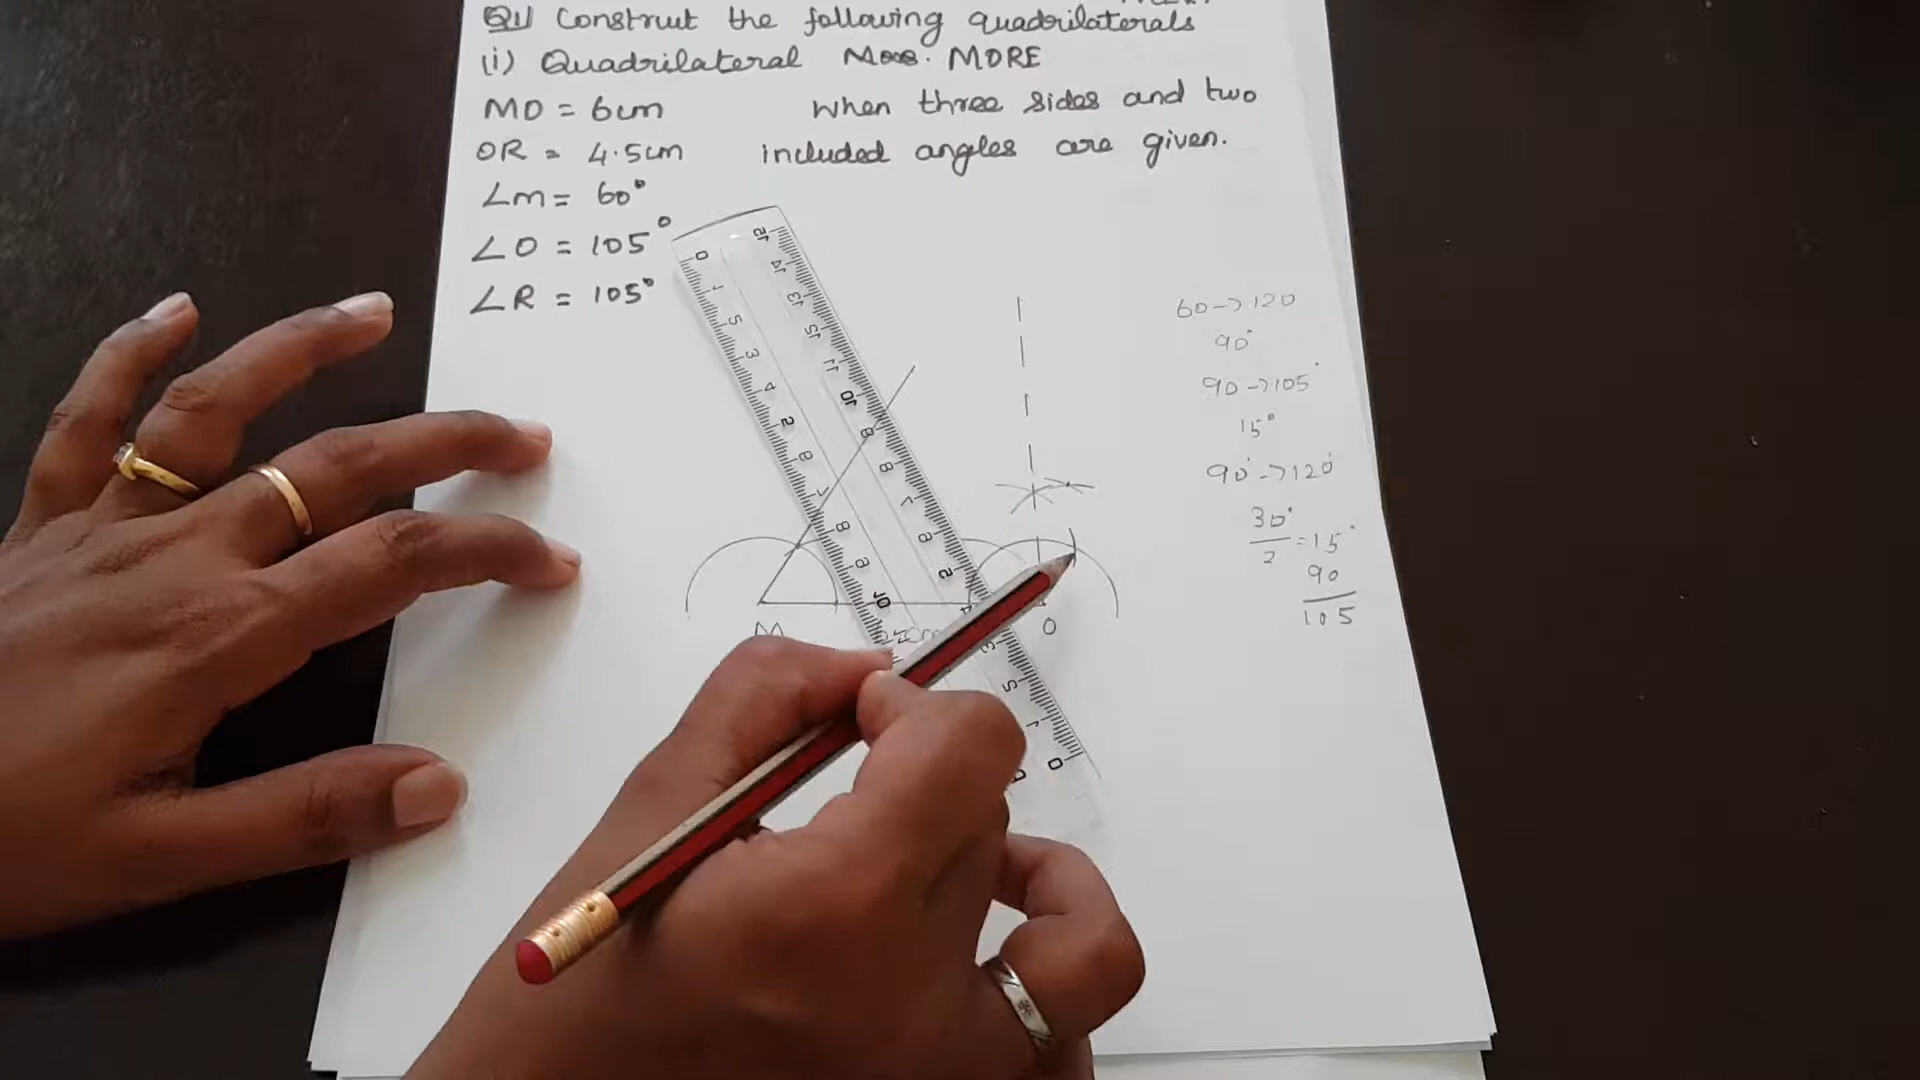 Q1) Construct the following quadrilaterals
(i) Quadrilateral MORE
MO = 6cm
OR = 4.5cm
∠M = 60°
∠O = 105°
∠R = 105°
When three sides and two
included angles are given.
60->120
90°
90->105°
15°
90°->120°
30°/2=15°
90
105
M
O